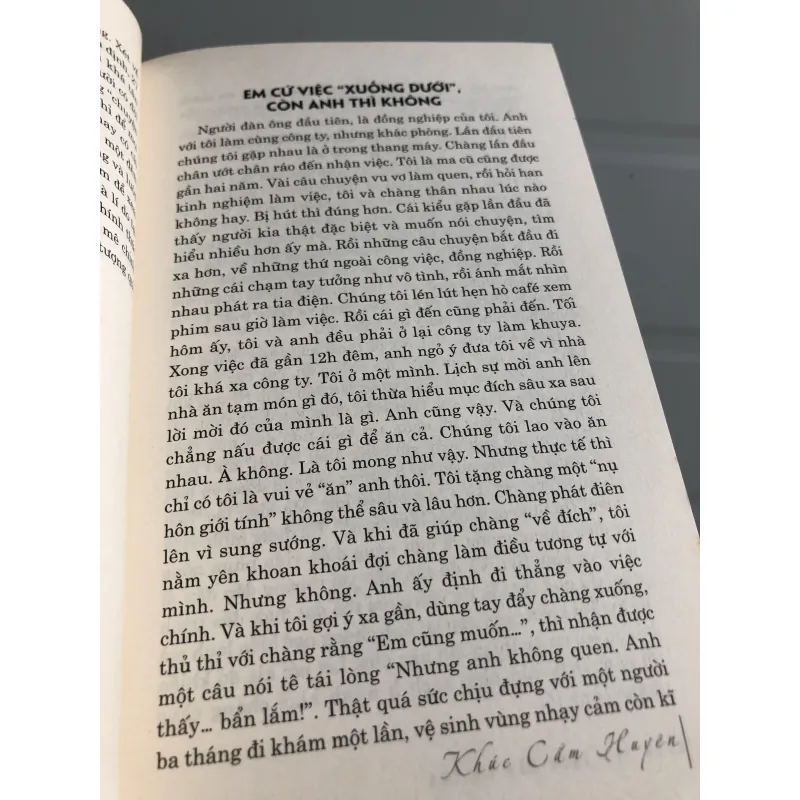 EM CỨ VIỆC “XUỐNG DƯỚI”,
CÒN ANH THÌ KHÔNG
Người đàn ông đầu tiên, là đồng nghiệp của tôi. Anh
với tôi làm cùng công ty, nhưng khác phòng. Lần đầu tiên
chúng tôi gặp nhau là ở trong thang máy. Chàng lần đầu
chân ướt chân ráo đến nhận việc. Tôi là ma cũ cũng được
gần hai năm. Vài câu chuyện vu vơ làm quen, rồi hỏi han
kinh nghiệm làm việc, tôi và chàng thân nhau lúc nào
không hay. Bị hút thì đúng hơn. Cái kiểu gặp lần đầu đã
thấy người kia thật đặc biệt và muốn nói chuyện, tìm
hiểu nhiều hơn ấy mà. Rồi những câu chuyện bắt đầu đi
xa hơn, về những thứ ngoài công việc, đồng nghiệp. Rồi
những cái chạm tay tưởng như vô tình, rồi ánh mắt nhìn
nhau phát ra tia điện. Chúng tôi lén lút hẹn hò café xem
phim sau giờ làm việc. Rồi cái gì đến cũng phải đến. Tối
hôm ấy, tôi và anh đều phải ở lại công ty làm khuya.
Xong việc đã gần 12h đêm, anh ngỏ ý đưa tôi về vì nhà
tôi khá xa công ty. Tôi ở một mình. Lịch sự mời anh lên
nhà ăn tạm món gì đó, tôi thừa hiểu mục đích sâu xa sau
lời mời đó của mình là gì. Anh cũng vậy. Và chúng tôi
chẳng nấu được cái gì để ăn cả. Chúng tôi lao vào ăn
nhau. À không. Là tôi mong như vậy. Nhưng thực tế thì
chỉ có tôi là vui vẻ “ăn” anh thôi. Tôi tặng chàng một “nụ
hôn giới tính” không thể sâu và lâu hơn. Chàng phát điên
lên vì sung sướng. Và khi đã giúp chàng “về đích”, tôi
nằm yên khoan khoái đợi chàng làm điều tương tự với
mình. Nhưng không. Anh ấy định đi thẳng vào việc
chính. Và khi tôi gợi ý xa gần, dùng tay đẩy chàng xuống,
thủ thỉ với chàng rằng “Em cũng muốn...”, thì nhận được
một câu nói tê tái lòng “Nhưng anh không quen. Anh
thấy... bẩn lắm!”. Thật quá sức chịu đựng với một người
ba tháng đi khám một lần, vệ sinh vùng nhạy cảm còn kĩ
Khúc Cẩm Huyên